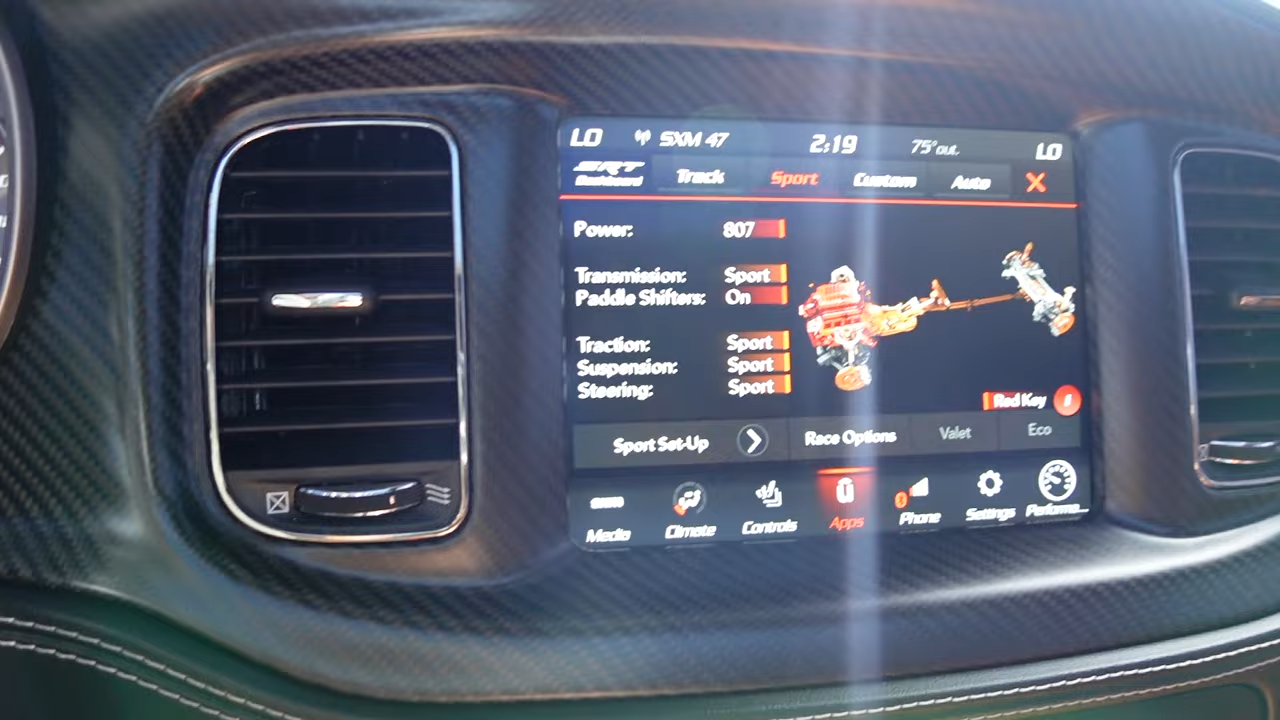 LO SXM 47 2:19 75°out. LO
SRT Dashboard Track Sport Custom Auto X
Power: 807
Transmission: Sport
Paddle Shifters: On
Traction: Sport
Suspension: Sport
Steering: Sport
Red Key
Sport Set-Up Race Options Valet Eco
Media Climate Controls Apps Phone Settings Performa...